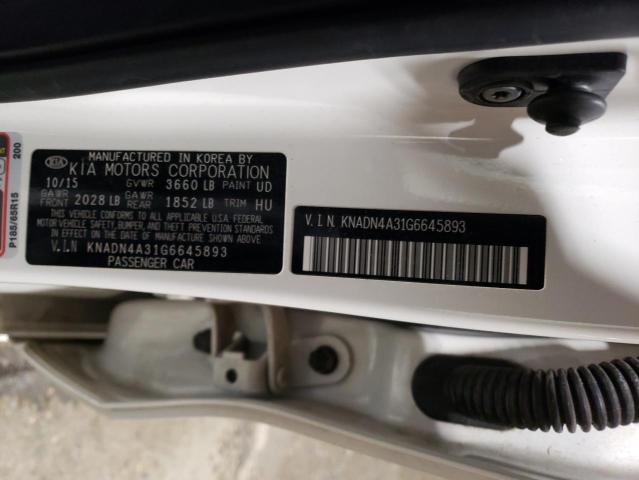 KIA MANUFACTURED IN KOREA BY
KIA MOTORS CORPORATION
10/15 GVWR 3660 LB PAINT UD
GAWR FRONT 2028 LB GAWR REAR 1852 LB TRIM HU
THIS VEHICLE CONFORMS TO ALL APPLICABLE U.S.A. FEDERAL
MOTOR VEHICLE SAFETY, BUMPER, AND THEFT PREVENTION STANDARDS
IN EFFECT ON THE DATE OF MANUFACTURE SHOWN ABOVE.
V.I.N KNADN4A31G6645893
PASSENGER CAR
V.I.N. KNADN4A31G6645893
P185/65R15
200